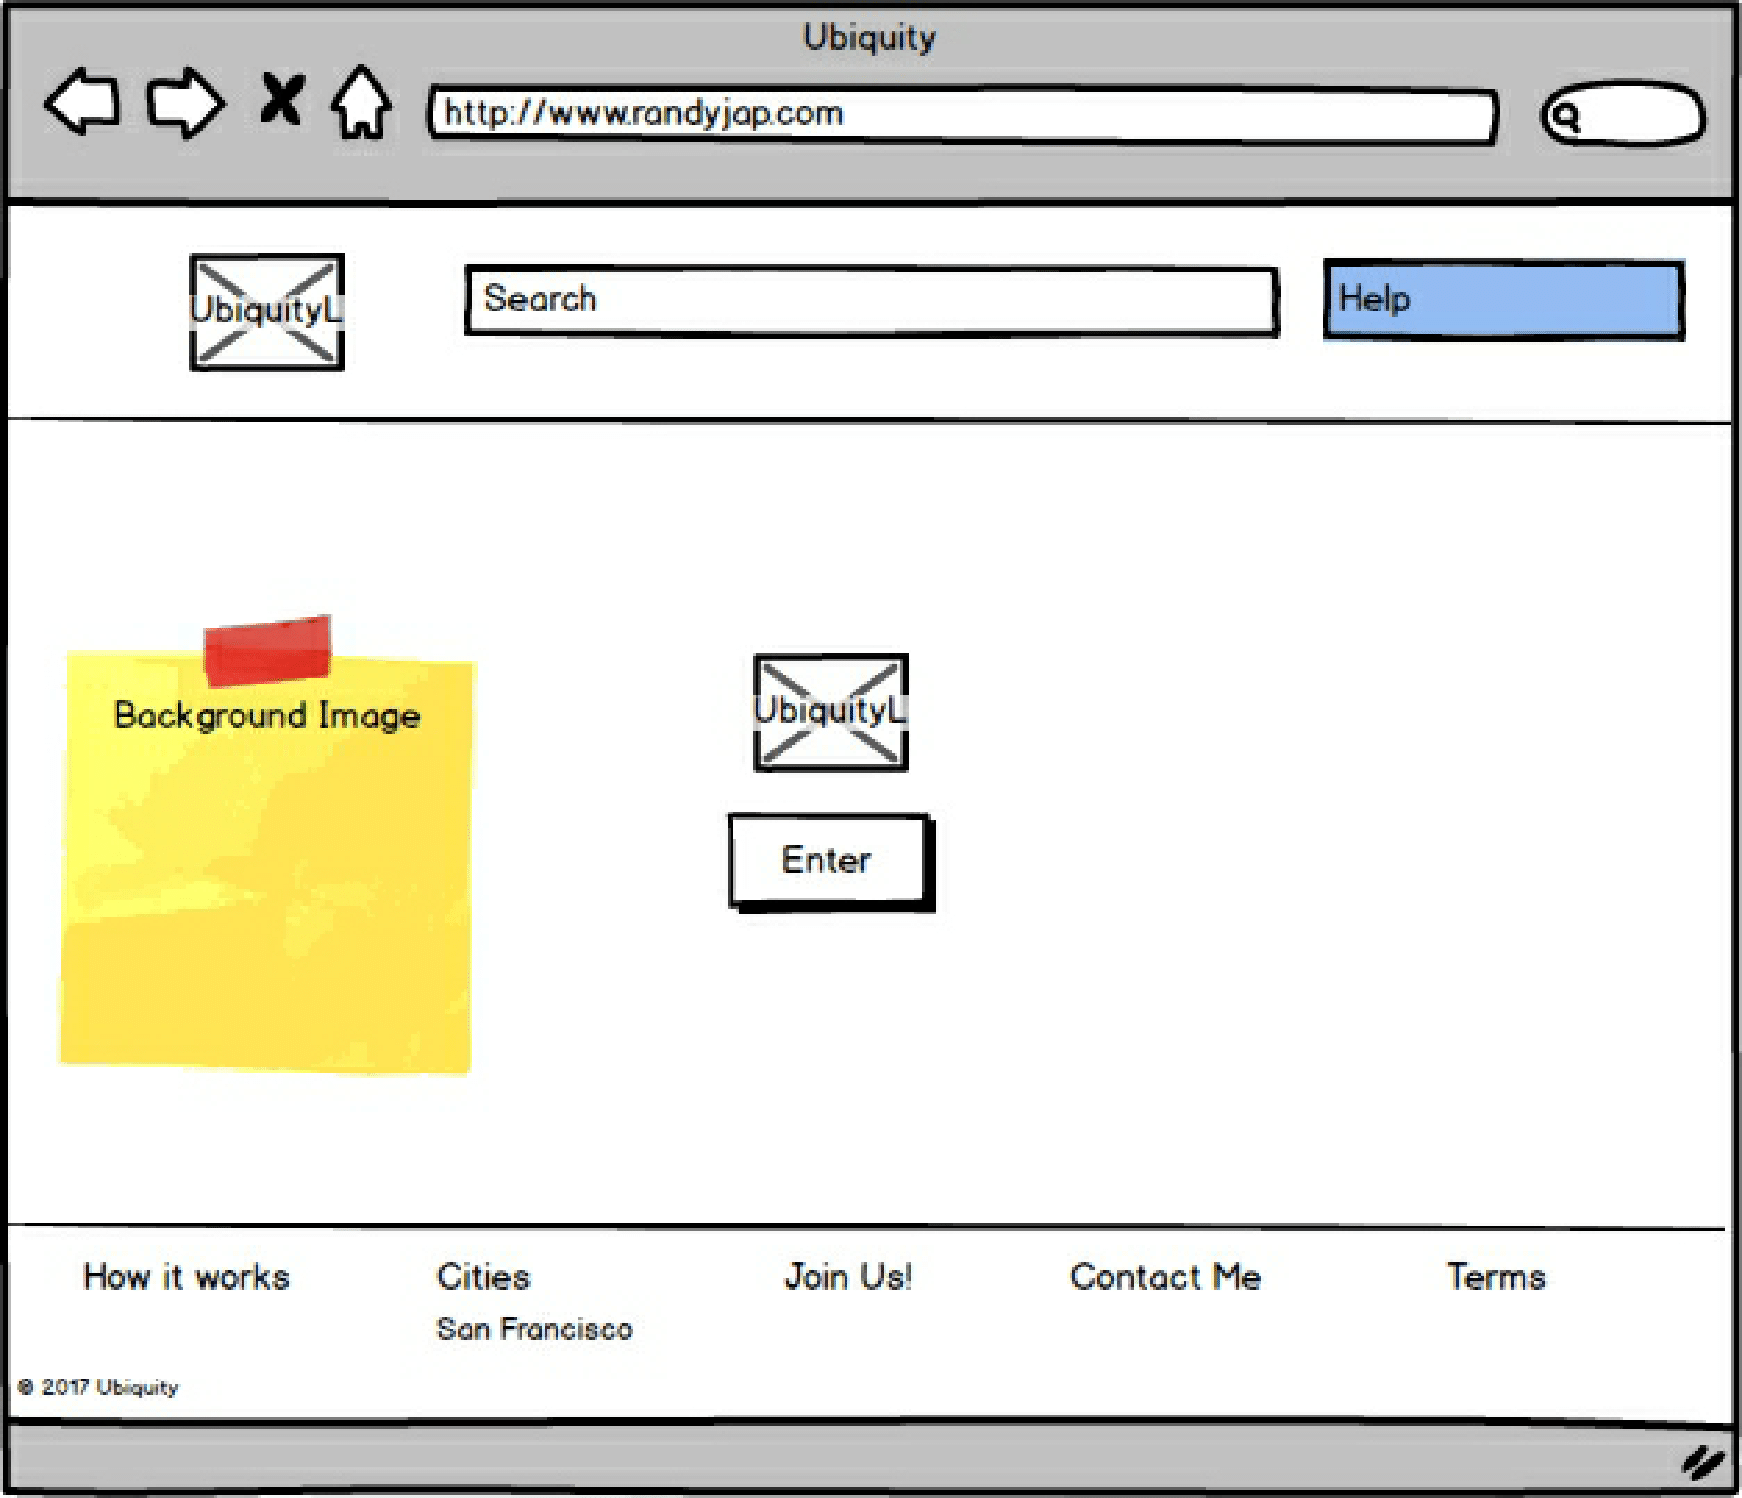 Ubiquity
http://www.randyjap.com
UbiquityL
Search
Help
Background Image
UbiquityL
Enter
How it works
Cities
Join Us!
Contact Me
Terms
San Francisco
© 2017 Ubiquity